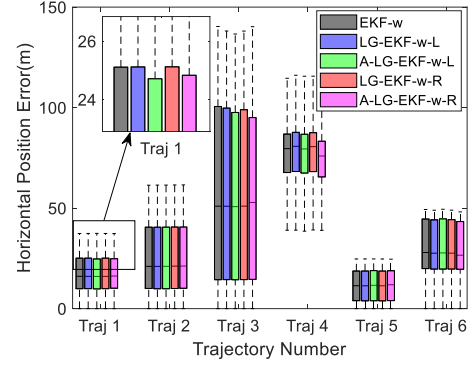 150
100
50
0
Horizontal Position Error(m)
26
24
Traj 1
EKF-w
LG-EKF-w-L
A-LG-EKF-w-L
LG-EKF-w-R
A-LG-EKF-w-R
Traj 1 Traj 2 Traj 3 Traj 4 Traj 5 Traj 6
Trajectory Number